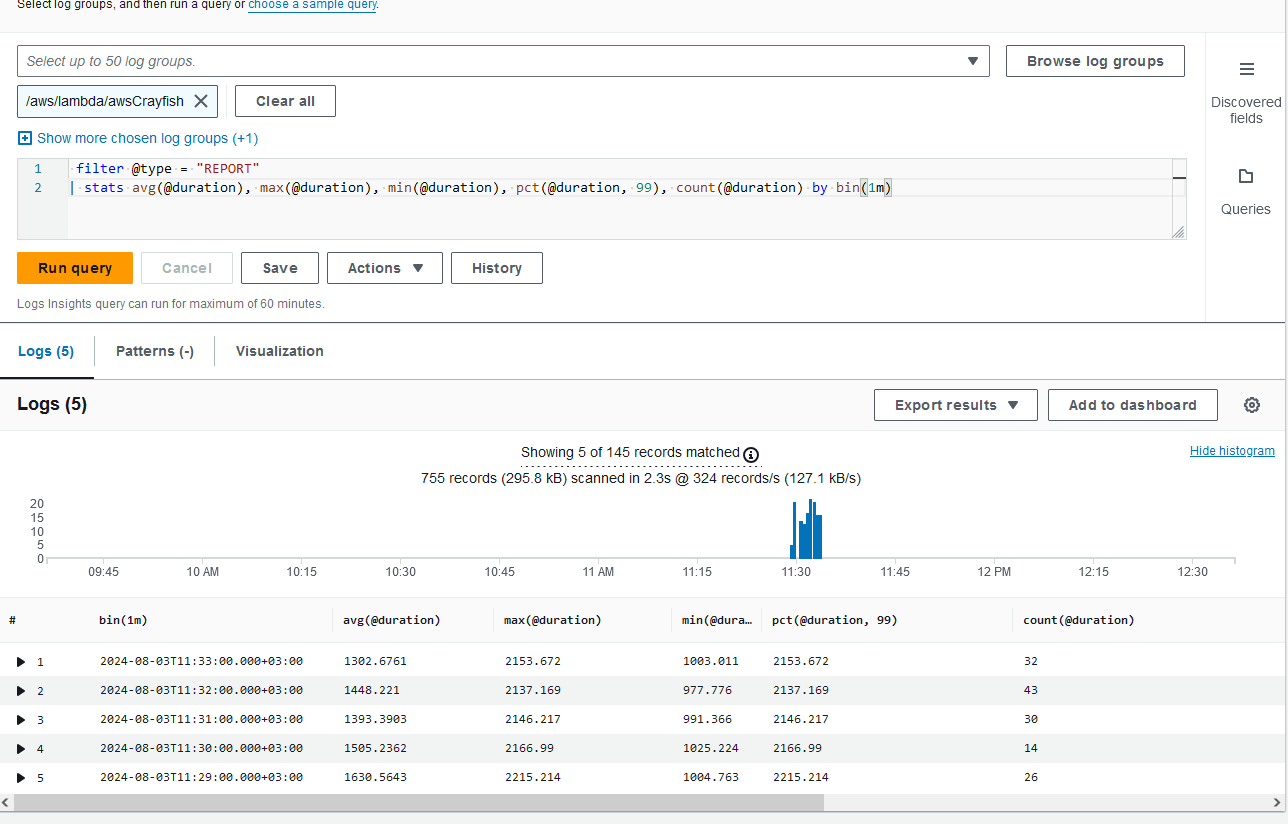 Select log groups, and then run a query or choose a sample query.
Select up to 50 log groups.
Browse log groups
/aws/lambda/awsCrayfish
Clear all
Show more chosen log groups (+1)
Discovered
fields
Queries
1 filter @type = "REPORT"
2 | stats avg(@duration), max(@duration), min(@duration), pct(@duration, 99), count(@duration) by bin(1m)
Run query Cancel Save Actions History
Logs Insights query can run for maximum of 60 minutes.
Logs (5) Patterns (-) Visualization
Logs (5)
Export results Add to dashboard
Showing 5 of 145 records matched
Hide histogram
755 records (295.8 kB) scanned in 2.3s @ 324 records/s (127.1 kB/s)
20
15
10
5
0
09:45 10 AM 10:15 10:30 10:45 11 AM 11:15 11:30 11:45 12 PM 12:15 12:30
# bin(1m) avg(@duration) max(@duration) min(@dura... pct(@duration, 99) count(@duration)
1 2024-08-03T11:33:00.000+03:00 1302.6761 2153.672 1003.011 2153.672 32
2 2024-08-03T11:32:00.000+03:00 1448.221 2137.169 977.776 2137.169 43
3 2024-08-03T11:31:00.000+03:00 1393.3903 2146.217 991.366 2146.217 30
4 2024-08-03T11:30:00.000+03:00 1505.2362 2166.99 1025.224 2166.99 14
5 2024-08-03T11:29:00.000+03:00 1630.5643 2215.214 1004.763 2215.214 26